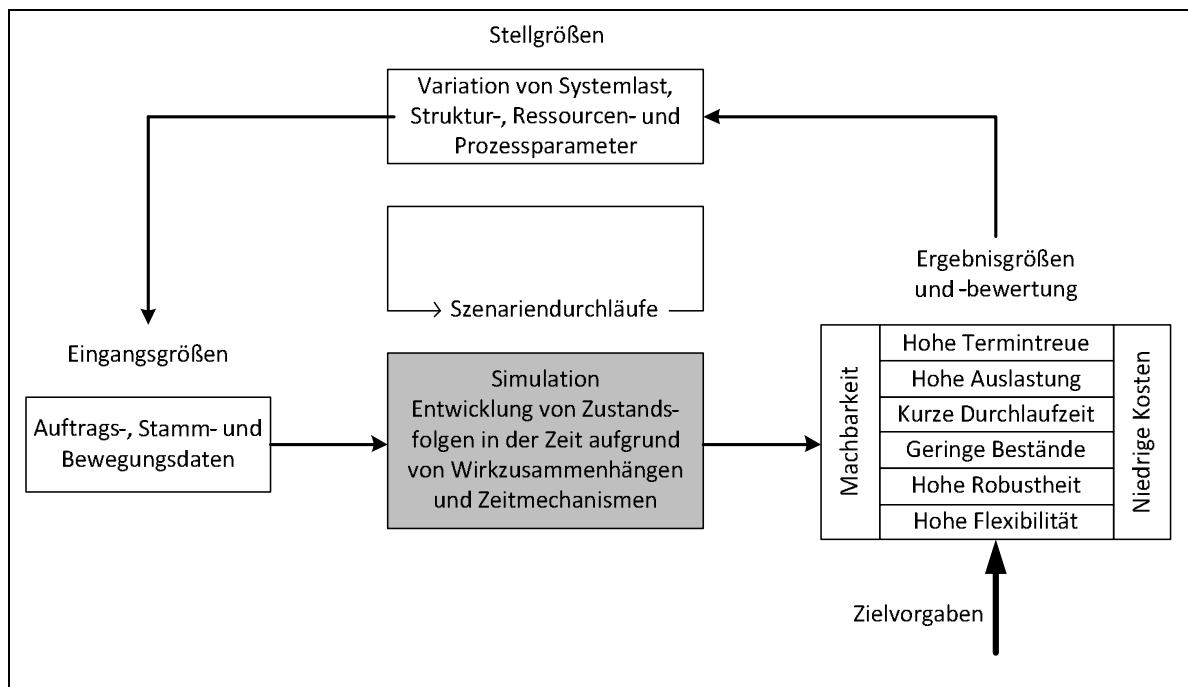 Stellgrößen
Variation von Systemlast,
Struktur-, Ressourcen- und
Prozessparameter
Szenariendurchläufe
Ergebnisgrößen
und -bewertung
Eingangsgrößen
Auftrags-, Stamm- und
Bewegungsdaten
Simulation
Entwicklung von Zustands-
folgen in der Zeit aufgrund
von Wirkzusammenhängen
und Zeitmechanismen
Machbarkeit
Hohe Termintreue
Hohe Auslastung
Kurze Durchlaufzeit
Geringe Bestände
Hohe Robustheit
Hohe Flexibilität
Niedrige Kosten
Zielvorgaben